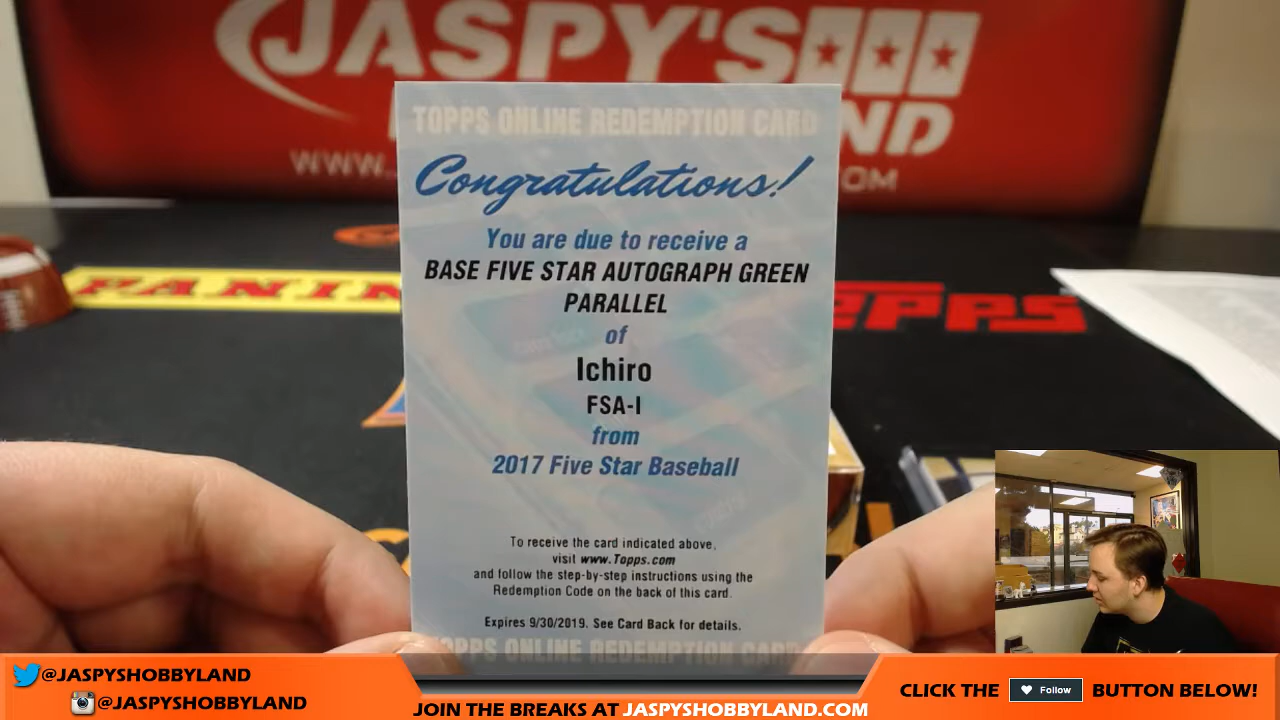 JASPY'S
ND
WWW.
OM
TOPPS ONLINE REDEMPTION CARD
Congratulations!
You are due to receive a
BASE FIVE STAR AUTOGRAPH GREEN
PARALLEL
of
Ichiro
FSA-I
from
2017 Five Star Baseball
To receive the card indicated above,
visit www.Topps.com
and follow the step-by-step instructions using the
Redemption Code on the back of this card.
Expires 9/30/2019. See Card Back for details.
TOPPS ONLINE REDEMPTION CARD
PANIN
TOPPS
@JASPYSHOBBYLAND
@JASPYSHOBBYLAND
JOIN THE BREAKS AT JASPYSHOBBYLAND.COM
CLICK THE Follow BUTTON BELOW!